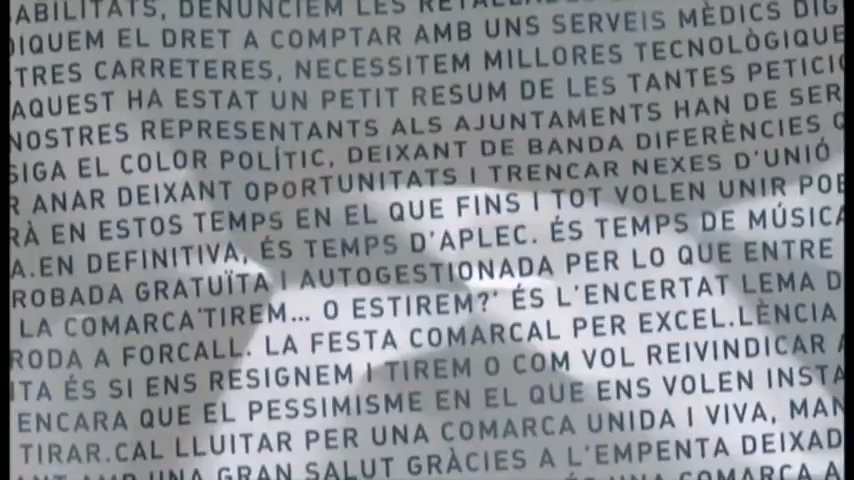 ABILITATS, DENUNCIEM LES
IQUEM EL DRET A COMPTAR AMB UNS SERVEIS MÈDICS DIG
TRES CARRETERES, NECESSITEM MILLORES TECNOLÒGIQUE
AQUEST HA ESTAT UN PETIT RESUM DE LES TANTES PETICI
NOSTRES REPRESENTANTS ALS AJUNTAMENTS HAN DE SER
SIGA EL COLOR POLÍTIC, DEIXANT DE BANDA DIFERÈNCIES
R ANAR DEIXANT OPORTUNITATS I TRENCAR NEXES D'UNIÓ
RÀ EN ESTOS TEMPS EN EL QUE FINS I TOT VOLEN UNIR POB
A.EN DEFINITIVA, ÉS TEMPS D'APLEC. ÉS TEMPS DE MÚSICA
ROBADA GRATUÏTA I AUTOGESTIONADA PER LO QUE ENTRE
LA COMARCA'TIREM... O ESTIREM?' ÉS L'ENCERTAT LEMA D
RODA A FORCALL. LA FESTA COMARCAL PER EXCEL.LÈNCIA
ITA ÉS SI ENS RESIGNEM I TIREM O COM VOL REIVINDICAR A
ENCARA QUE EL PESSIMISME EN EL QUE ENS VOLEN INSTA
TIRAR.CAL LLUITAR PER UNA COMARCA UNIDA I VIVA, MAN
AMB UNA GRAN SALUT GRÀCIES A L'EMPENTA DEIXAD
ÉS UNA COMARCA A